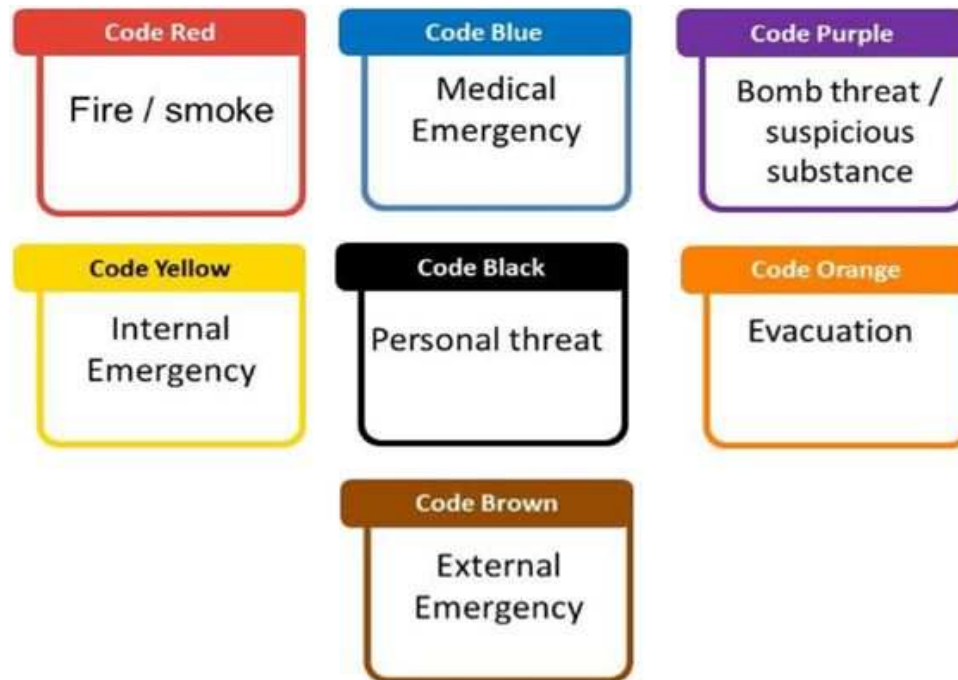 Code Red
Fire / smoke
Code Blue
Medical
Emergency
Code Purple
Bomb threat /
suspicious
substance
Code Yellow
Internal
Emergency
Code Black
Personal threat
Code Orange
Evacuation
Code Brown
External
Emergency